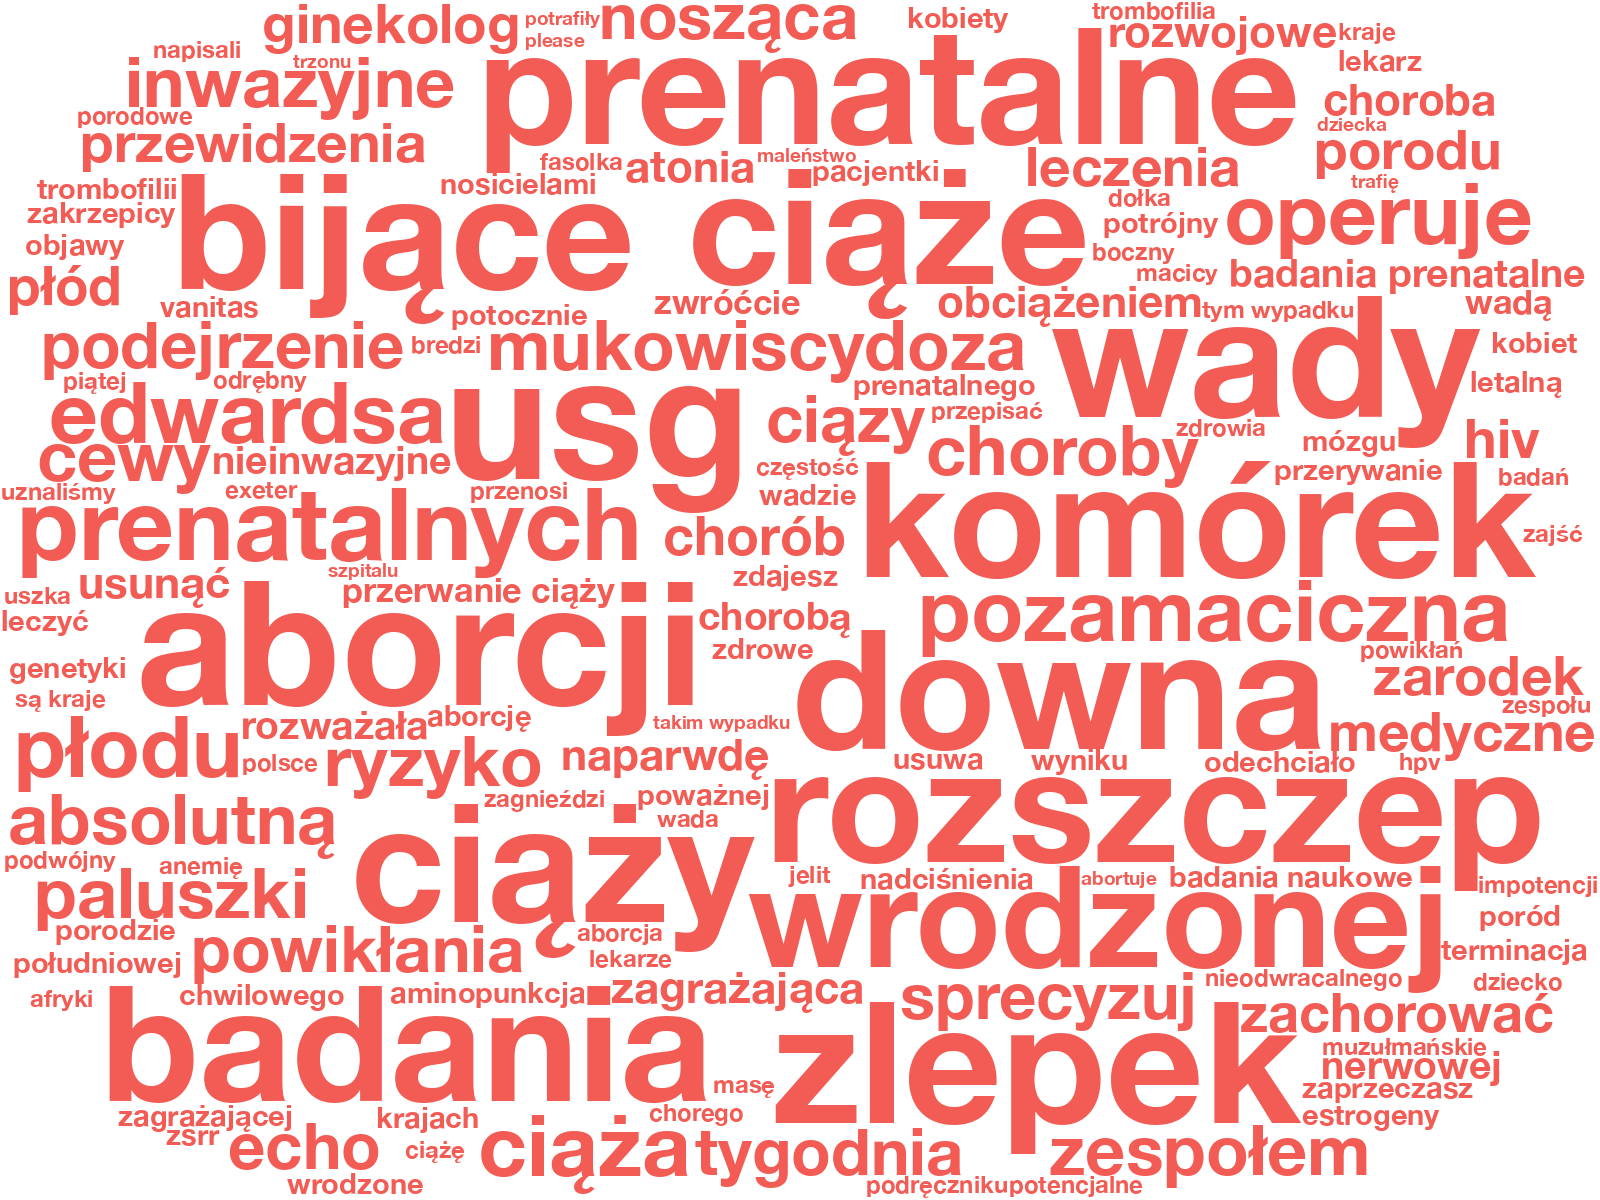 ginekolog
potrafiły
please
nosząca
kobiety
trombofilia
rozwojowe
kraje
napisali
trzonu
inwazyjne
prenatalne
lekarz
choroba
porodowe
przewidzenia
dziecka
porodu
fasolka
atonia
maleństwo
pacjentki
leczenia
trafię
trombofilii
nosicielami
bijące
ciąże
dołka
operuje
zakrzepicy
potrójny
objawy
boczny
płód
macicy
badania prenatalne
vanitas
potocznie
zwróćcie
obciążeniem
tym wypadku
wadą
podejrzenie
bredzi
mukowiscydoza
wady
kobiet
piątej
odrębny
prenatalnego
letalną
edwardsa
usg
ciązy
przepisać
zdrowia
choroby
mózgu
hiv
cewy
nieinwazyjne
częstość
przerywanie
badań
uznaliśmy
exeter
przenosi
wadzie
komórek
prenatalnych
chorób
zajść
szpitalu
zdajesz
usunąć
przerwanie ciąży
uszka
leczyć
aborcji
chorobą
pozamaciczna
zdrowe
powikłań
genetyki
downa
zarodek
są kraje
zespołu
rozważała
aborcję
takim wypadku
medyczne
płodu
polsce
ryzyko
naparwdę
usuwa
wyniku
odechciało
hpv
zagnieździ
poważnej
rozszczep
absolutną
wada
ciąży
podwójny
anemię
jelit
nadciśnienia
abortuje
badania naukowe
impotencji
paluszki
wrodzonej
poród
porodzie
aborcja
powikłania
terminacja
południowej
lekarze
nieodwracalnego
dziecko
afryki
chwilowego
aminopunkcja
zagrażająca
sprecyzuj
zachorować
badania
zlepek
muzułmańskie
nerwowej
masę
zaprzeczasz
zagrażającej
krajach
chorego
estrogeny
zsrr
echo
ciążę
ciąża
tygodnia
zespołem
wrodzone
podręczniku
potencjalne